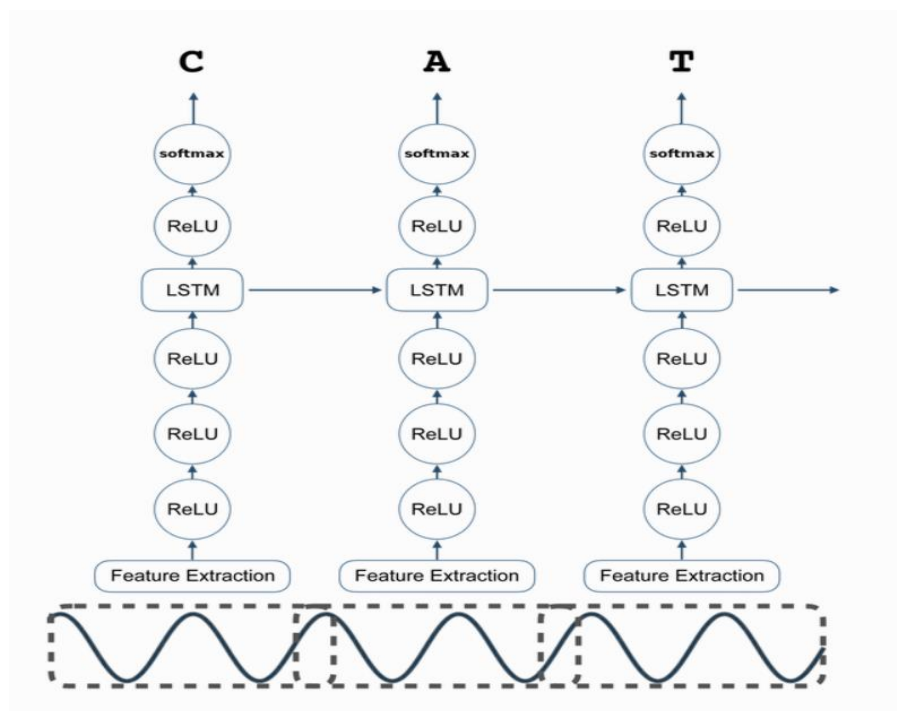 C A T
softmax softmax softmax
ReLU ReLU ReLU
LSTM LSTM LSTM
ReLU ReLU ReLU
ReLU ReLU ReLU
ReLU ReLU ReLU
Feature Extraction Feature Extraction Feature Extraction